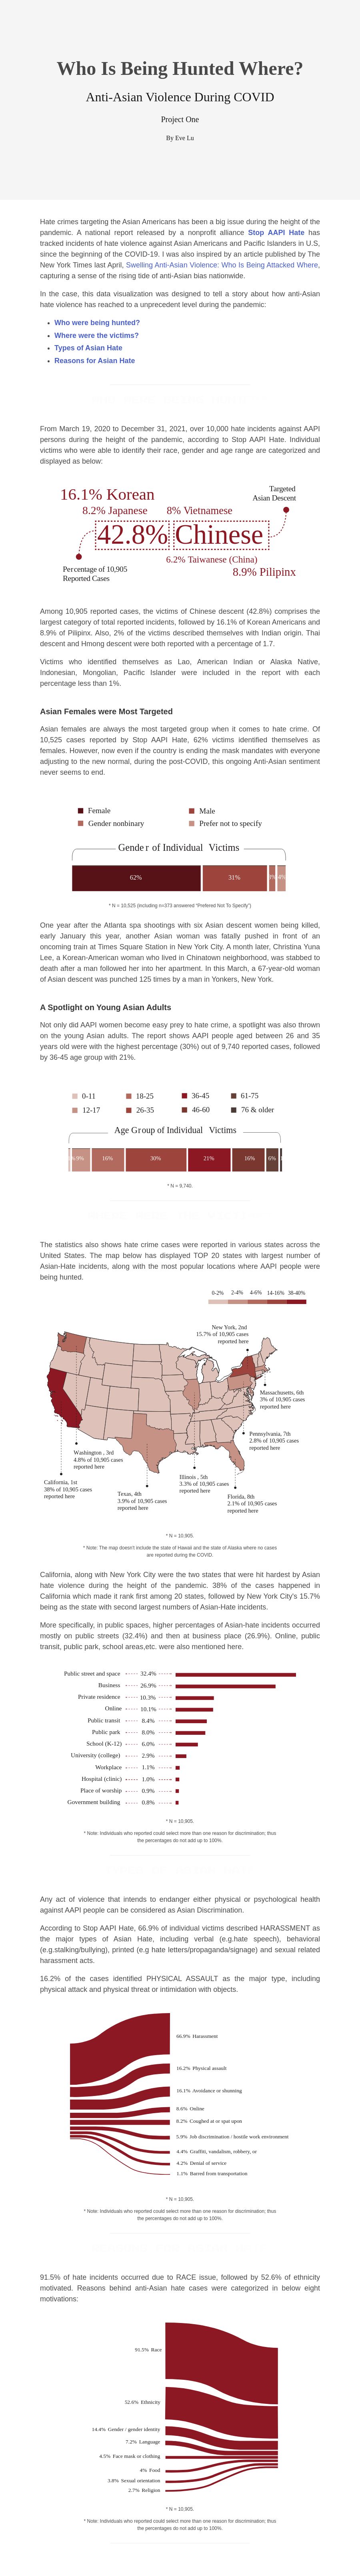 Who Is Being Hunted Where?
Anti-Asian Violence During COVID
Project One
By Eve Lu
Hate crimes targeting the Asian Americans has been a big issue during the height of the
pandemic. A national report released by a nonprofit alliance Stop AAPI Hate has
tracked incidents of hate violence against Asian Americans and Pacific Islanders in U.S,
since the beginning of the COVID-19. I was also inspired by an article published by The
New York Times last April, Swelling Anti-Asian Violence: Who Is Being Attacked Where,
capturing a sense of the rising tide of anti-asian bias nationwide.
In the case, this data visualization was designed to tell a story about how anti-Asian
hate violence has reached to a unprecedent level during the pandemic:
• Who were being hunted?
• Where were the victims?
• Types of Asian Hate
• Reasons for Asian Hate
From March 19, 2020 to December 31, 2021, over 10,000 hate incidents against AAPI
persons during the height of the pandemic, according to Stop AAPI Hate. Individual
victims who were able to identify their race, gender and age range are categorized and
displayed as below:
16.1% Korean
Targeted
Asian Descent
8.2% Japanese 8% Vietnamese
42.8% Chinese
6.2% Taiwanese (China)
Percentage of 10,905
Reported Cases
8.9% Pilipinx
Among 10,905 reported cases, the victims of Chinese descent (42.8%) comprises the
largest category of total reported incidents, followed by 16.1% of Korean Americans and
8.9% of Pilipinx. Also, 2% of the victims described themselves with Indian origin. Thai
descent and Hmong descent were both reported with a percentage of 1.7.
Victims who identified themselves as Lao, American Indian or Alaska Native,
Indonesian, Mongolian, Pacific Islander were included in the report with each
percentage less than 1%.
Asian Females were Most Targeted
Asian females are always the most targeted group when it comes to hate crime. Of
10,525 cases reported by Stop AAPI Hate, 62% victims identified themselves as
females. However, now even if the country is ending the mask mandates with everyone
adjusting to the new normal, during the post-COVID, this ongoing Anti-Asian sentiment
never seems to end.
Female Male
Gender nonbinary Prefer not to specify
Gender of Individual Victims
62% 31% 3% 4%
* N = 10,525 (including n=373 answered "Prefered Not To Specify")
One year after the Atlanta spa shootings with six Asian descent women being killed,
early January this year, another Asian woman was fatally pushed in front of an
oncoming train at Times Square Station in New York City. A month later, Christina Yuna
Lee, a Korean-American woman who lived in Chinatown neighborhood, was stabbed to
death after a man followed her into her apartment. In this March, a 67-year-old woman
of Asian descent was punched 125 times by a man in Yonkers, New York.
A Spotlight on Young Asian Adults
Not only did AAPI women become easy prey to hate crime, a spotlight was also thrown
on the young Asian adults. The report shows AAPI people aged between 26 and 35
years old were with the highest percentage (30%) out of 9,740 reported cases, followed
by 36-45 age group with 21%.
0-11 18-25 36-45 61-75
12-17 26-35 46-60 76 & older
Age Group of Individual Victims
9% 16% 30% 21% 16% 6%
* N = 9,740.
The statistics also shows hate crime cases were reported in various states across the
United States. The map below has displayed TOP 20 states with largest number of
Asian-Hate incidents, along with the most popular locations where AAPI people were
being hunted.
0-2% 2-4% 4-6% 14-16% 38-40%
New York, 2nd
15.7% of 10,905 cases
reported here
Massachusetts, 6th
3% of 10,905 cases
reported here
Pennsylvania, 7th
2.8% of 10,905 cases
reported here
Washington , 3rd
4.8% of 10,905 cases
reported here
Illinois , 5th
3.3% of 10,905 cases
reported here
California, 1st
38% of 10,905 cases
reported here
Texas, 4th
3.9% of 10,905 cases
reported here
Florida, 8th
2.1% of 10,905 cases
reported here
* N = 10,905.
* Note: The map doesn't include the state of Hawaii and the state of Alaska where no cases
are reported during the COVID.
California, along with New York City were the two states that were hit hardest by Asian
hate violence during the height of the pandemic. 38% of the cases happened in
California which made it rank first among 20 states, followed by New York City's 15.7%
being as the state with second largest numbers of Asian-Hate incidents.
More specifically, in public spaces, higher percentages of Asian-hate incidents occurred
mostly on public streets (32.4%) and then at business place (26.9%). Online, public
transit, public park, school areas,etc. were also mentioned here.
Public street and space 32.4%
Business 26.9%
Private residence 10.3%
Online 10.1%
Public transit 8.4%
Public park 8.0%
School (K-12) 6.0%
University (college) 2.9%
Workplace 1.1%
Hospital (clinic) 1.0%
Place of worship 0.9%
Government building 0.8%
* N = 10,905.
* Note: Individuals who reported could select more than one reason for discrimination; thus
the percentages do not add up to 100%.
Any act of violence that intends to endanger either physical or psychological health
against AAPI people can be considered as Asian Discrimination.
According to Stop AAPI Hate, 66.9% of individual victims described HARASSMENT as
the major types of Asian Hate, including verbal (e.g.hate speech), behavioral
(e.g.stalking/bullying), printed (e.g hate letters/propaganda/signage) and sexual related
harassment acts.
16.2% of the cases identified PHYSICAL ASSAULT as the major type, including
physical attack and physical threat or intimidation with objects.
66.9% Harassment
16.2% Physical assault
16.1% Avoidance or shunning
8.6% Online
8.2% Coughed at or spat upon
5.9% Job discrimination / hostile work environment
4.4% Graffiti, vandalism, robbery, or
4.2% Denial of service
1.1% Barred from transportation
* N = 10,905.
* Note: Individuals who reported could select more than one reason for discrimination; thus
the percentages do not add up to 100%.
91.5% of hate incidents occurred due to RACE issue, followed by 52.6% of ethnicity
motivated. Reasons behind anti-Asian hate cases were categorized in below eight
motivations:
91.5% Race
52.6% Ethnicity
14.4% Gender / gender identity
7.2% Language
4.5% Face mask or clothing
4% Food
3.8% Sexual orientation
2.7% Religion
* N = 10,905.
* Note: Individuals who reported could select more than one reason for discrimination; thus
the percentages do not add up to 100%.